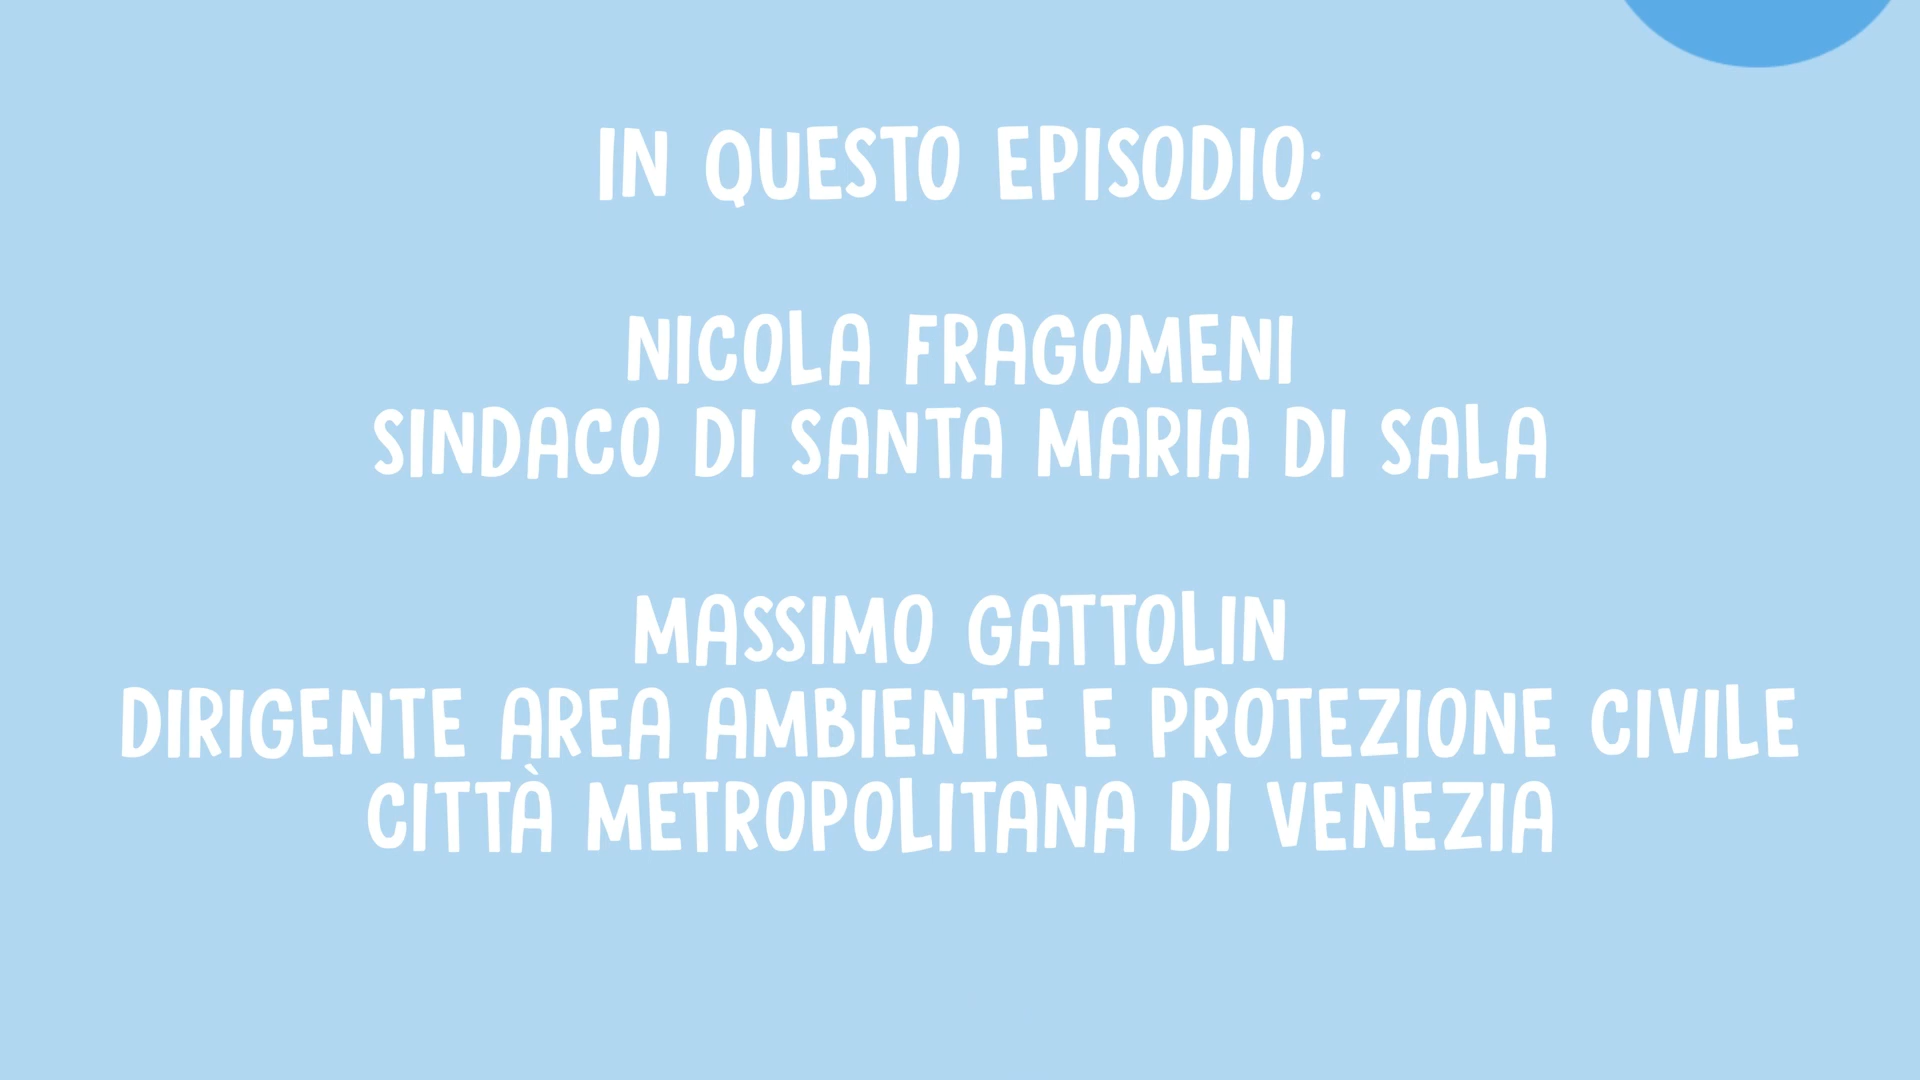 IN QUESTO EPISODIO:
NICOLA FRAGOMENI
SINDACO DI SANTA MARIA DI SALA
MASSIMO GATTOLIN
DIRIGENTE AREA AMBIENTE E PROTEZIONE CIVILE
CITTÀ METROPOLITANA DI VENEZIA